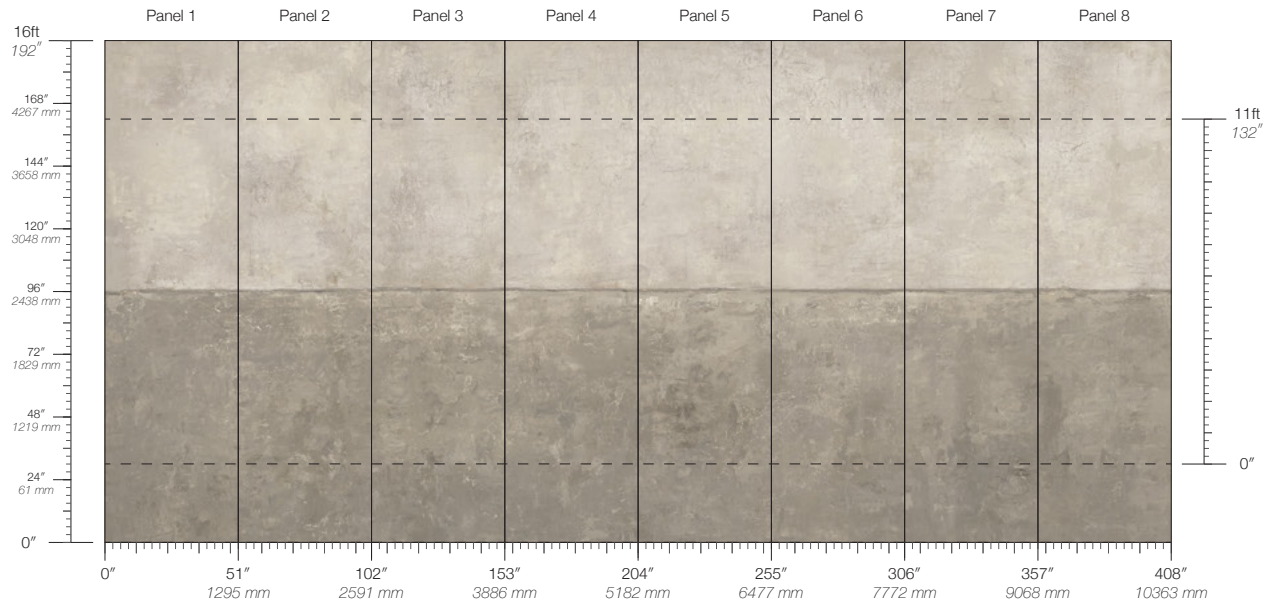 Panel 1 Panel 2 Panel 3 Panel 4 Panel 5 Panel 6 Panel 7 Panel 8
16ft
192″
168″
4267 mm
144″
3658 mm
120″
3048 mm
96″
2438 mm
72″
1829 mm
48″
1219 mm
24″
61 mm
0″
11ft
132″
0″
0″ 51″ 102″ 153″ 204″ 255″ 306″ 357″ 408″
1295 mm 2591 mm 3886 mm 5182 mm 6477 mm 7772 mm 9068 mm 10363 mm